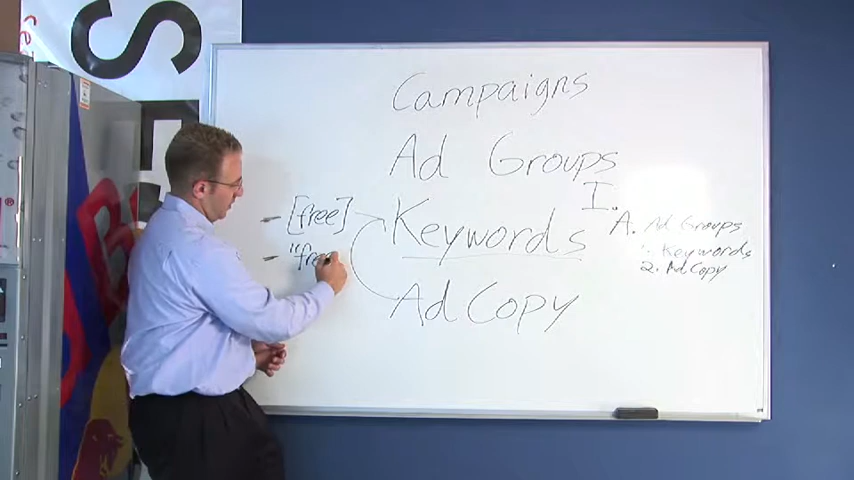 Campaigns
Ad Groups
I.
- [free]
Keywords
A. Ad Groups
1. Keywords
2. Ad Copy
- "free
Ad Copy